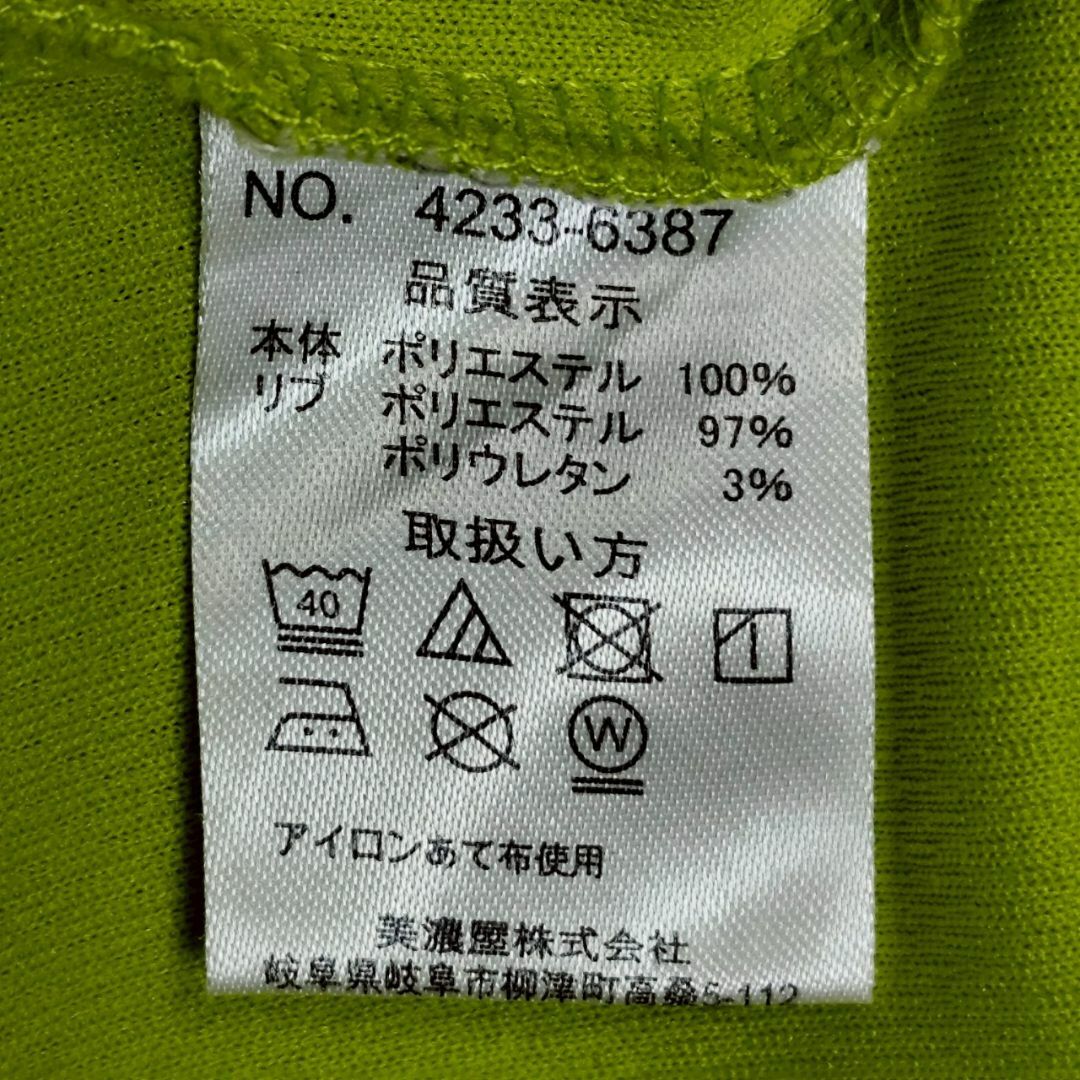 NO. 4233-6387
品質表示
本体 ポリエステル 100%
リブ ポリエステル 97%
ポリウレタン 3%
取扱い方
40
W
アイロンあて布使用
美濃屋株式会社
岐阜県岐阜市柳津町高桑5-112